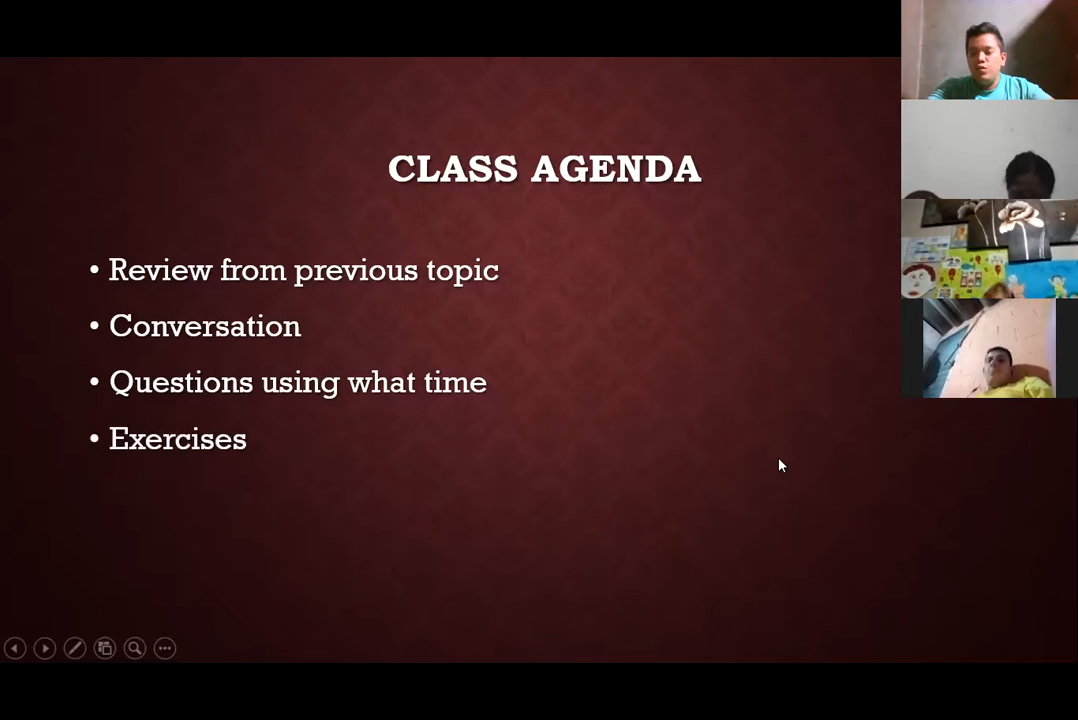 CLASS AGENDA
• Review from previous topic
• Conversation
• Questions using what time
• Exercises